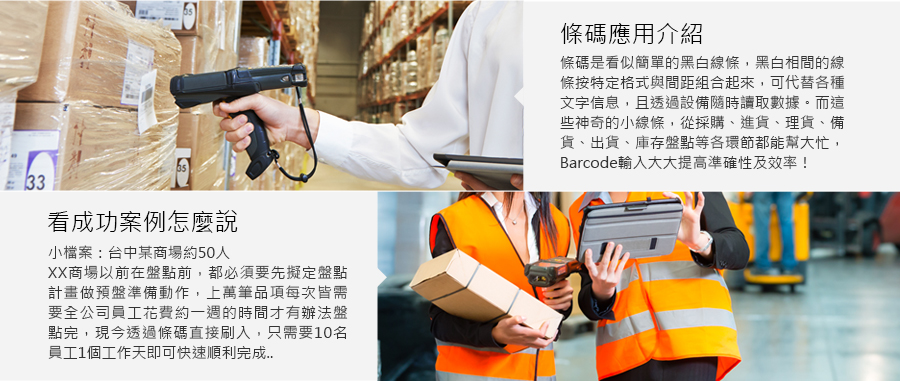 條碼應用介紹
條碼是看似簡單的黑白線條，黑白相間的線
條按特定格式與間距組合起來，可代替各種
文字信息，且透過設備隨時讀取數據。而這
些神奇的小線條，從採購、進貨、理貨、備
貨、出貨、庫存盤點等各環節都能幫大忙，
Barcode輸入大大提高準確性及效率！
35
33
35
看成功案例怎麼說
小檔案：台中某商場約50人
XX商場以前在盤點前，都必須要先擬定盤點
計畫做預盤準備動作，上萬筆品項每次皆需
要全公司員工花費約一週的時間才有辦法盤
點完，現今透過條碼直接刷入，只需要10名
員工1個工作天即可快速順利完成..